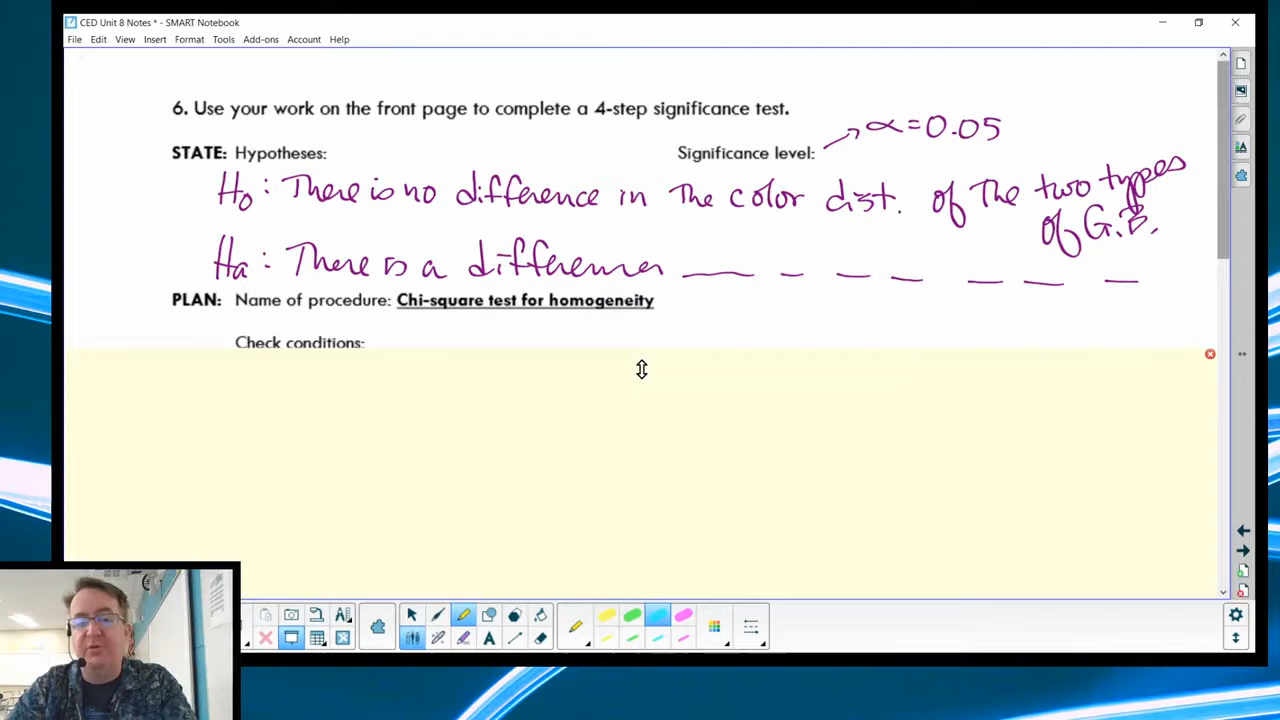 CED Unit 8 Notes * - SMART Notebook
File Edit View Insert Format Tools Add-ons Account Help
6. Use your work on the front page to complete a 4-step significance test.
α = 0.05
STATE: Hypotheses: Significance level:
H₀: There is no difference in the color dist. of the two types
of G.B.
Hₐ: There is a difference
PLAN: Name of procedure: Chi-square test for homogeneity
Check conditions: